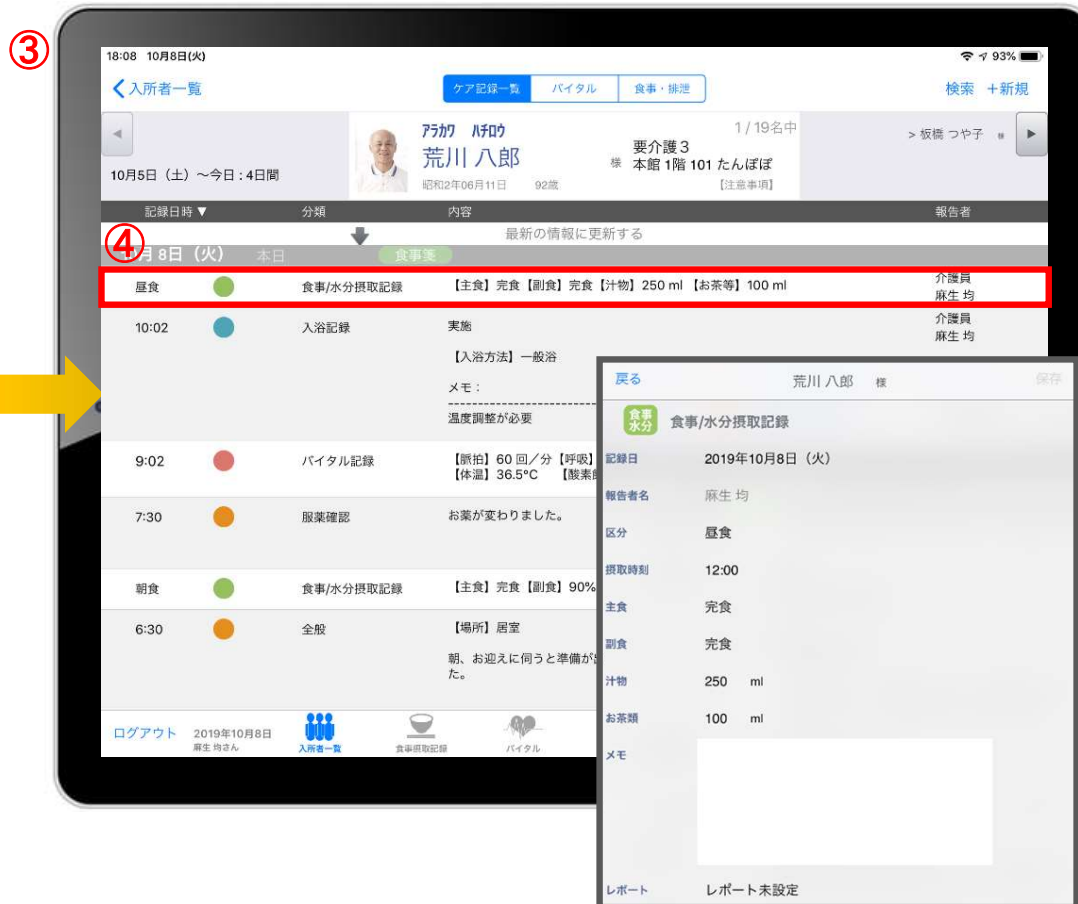 ③
18:08 10月8日(火)
93%
入所者一覧
ケア記録一覧 バイタル 食事・排泄
検索 +新規
1 / 19名中
アラカワ ハチロウ
荒川 八郎 様
要介護3
本館 1階 101 たんぽぽ
> 板橋 つや子 様
10月5日(土)~今日 : 4日間
昭和2年06月11日 92歳
【注意事項】
記録日時 ▼ 分類 内容 報告者
最新の情報に更新する
④
月 8日(火) 本日 食事箋
昼食 食事/水分摂取記録 【主食】完食【副食】完食【汁物】250 ml 【お茶等】100 ml 介護員
麻生 均
10:02 入浴記録 実施 介護員
麻生 均
【入浴方法】一般浴
メモ:
------------------------
温度調整が必要
9:02 バイタル記録 【脈拍】60 回/分【呼吸】
【体温】36.5°C 【酸素
7:30 服薬確認 お薬が変わりました。
朝食 食事/水分摂取記録 【主食】完食【副食】90%
6:30 全般 【場所】居室
朝、お迎えに伺うと準備が
た。
ログアウト 2019年10月8日
麻生 均さん
入所者一覧 食事摂取記録 バイタル
戻る 荒川 八郎 様 保存
食事
水分
食事/水分摂取記録
記録日 2019年10月8日(火)
報告者名 麻生 均
区分 昼食
摂取時刻 12:00
主食 完食
副食 完食
汁物 250 ml
お茶類 100 ml
メモ
レポート レポート未設定